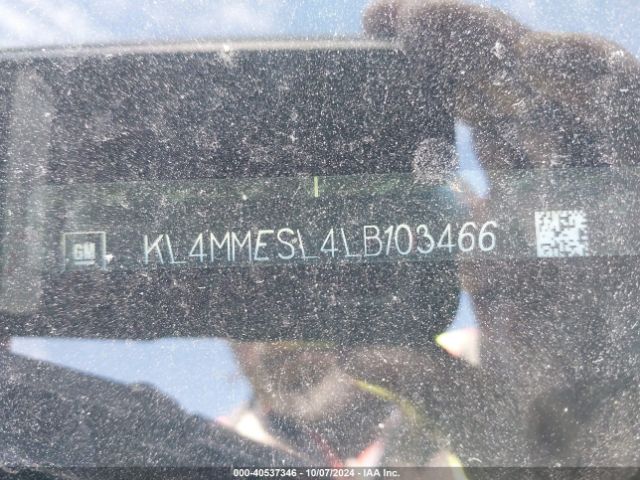 GM KL4MMESL4LB103466
000-40537346 - 10/07/2024 - IAA Inc.